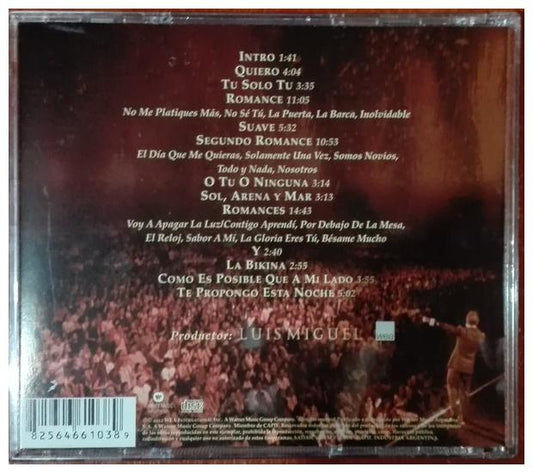 INTRO 1:41
QUIERO 4:04
TU SOLO TU 3:35
ROMANCE 11:05
No Me Platiques Más, No Sé Tú, La Puerta, La Barca, Inolvidable
SUAVE 5:32
SEGUNDO ROMANCE 10:53
El Día Que Me Quieras, Solamente Una Vez, Somos Novios,
Todo y Nada, Nosotros
O TU O NINGUNA 3:14
SOL, ARENA Y MAR 3:13
ROMANCES 14:43
Voy A Apagar La Luz/Contigo Aprendí, Por Debajo De La Mesa,
El Reloj, Sabor A Mí, La Gloria Eres Tú, Bésame Mucho
Y 2:40
LA BIKINA 2:55
COMO ES POSIBLE QUE A MI LADO 3:55
TE PROPONGO ESTA NOCHE 5:02
Productor: LUIS MIGUEL
825646610389
INDUSTRIA ARGENTINA.